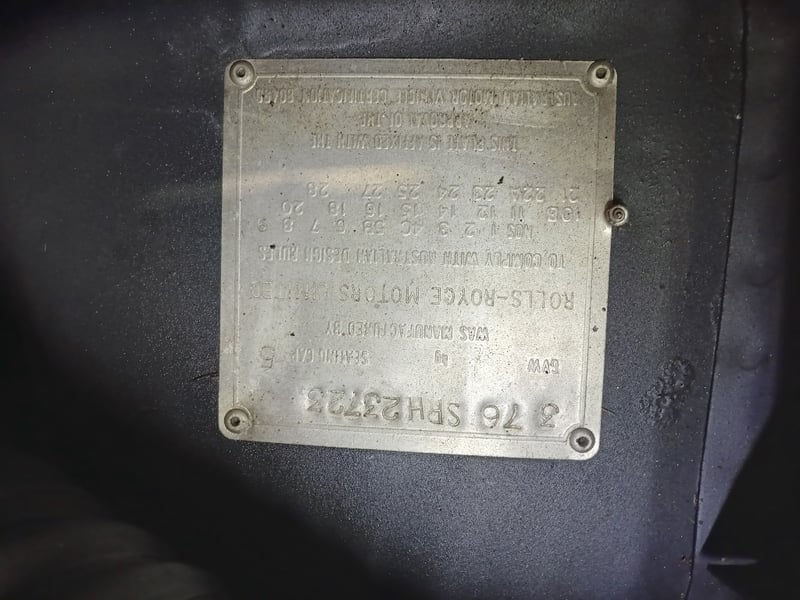 3 76 SRH23723
GVW kg SEATING CAP 5
WAS MANUFACTURED BY
ROLLS-ROYCE MOTORS LIMITED
TO COMPLY WITH AUSTRALIAN DESIGN RULES
NOS 1 2 3 4C 5B 6 7 8 9
10B 11 12 14 15 16 18 20
21 22A 23 24 25 27 28
THIS PLATE IS AFFIXED WITH THE
APPROVAL OF THE
AUSTRALIAN MOTOR VEHICLE CERTIFICATION BOARD